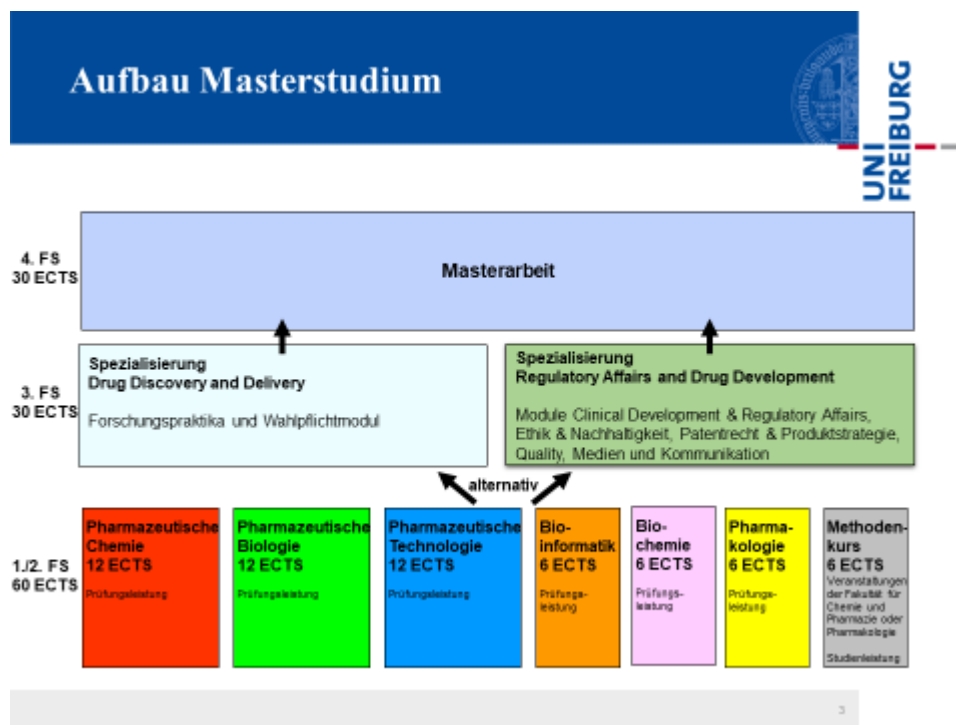 Aufbau Masterstudium
UNI
FREIBURG
4. FS
30 ECTS
Masterarbeit
3. FS
30 ECTS
Spezialisierung
Drug Discovery and Delivery
Forschungspraktika und Wahlpflichtmodul
Spezialisierung
Regulatory Affairs and Drug Development
Module Clinical Development & Regulatory Affairs,
Ethik & Nachhaltigkeit, Patentrecht & Produktstrategie,
Quality, Medien und Kommunikation
alternativ
1./2. FS
60 ECTS
Pharmazeutische
Chemie
12 ECTS
Prüfungsleistung
Pharmazeutische
Biologie
12 ECTS
Prüfungsleistung
Pharmazeutische
Technologie
12 ECTS
Prüfungsleistung
Bio-
informatik
6 ECTS
Prüfungs-
leistung
Bio-
chemie
6 ECTS
Prüfungs-
leistung
Pharma-
kologie
6 ECTS
Prüfungs-
leistung
Methoden-
kurs
6 ECTS
Veranstaltungen
der Fakultät für
Chemie und
Pharmazie oder
Pharmakologie
Studienleistung
3